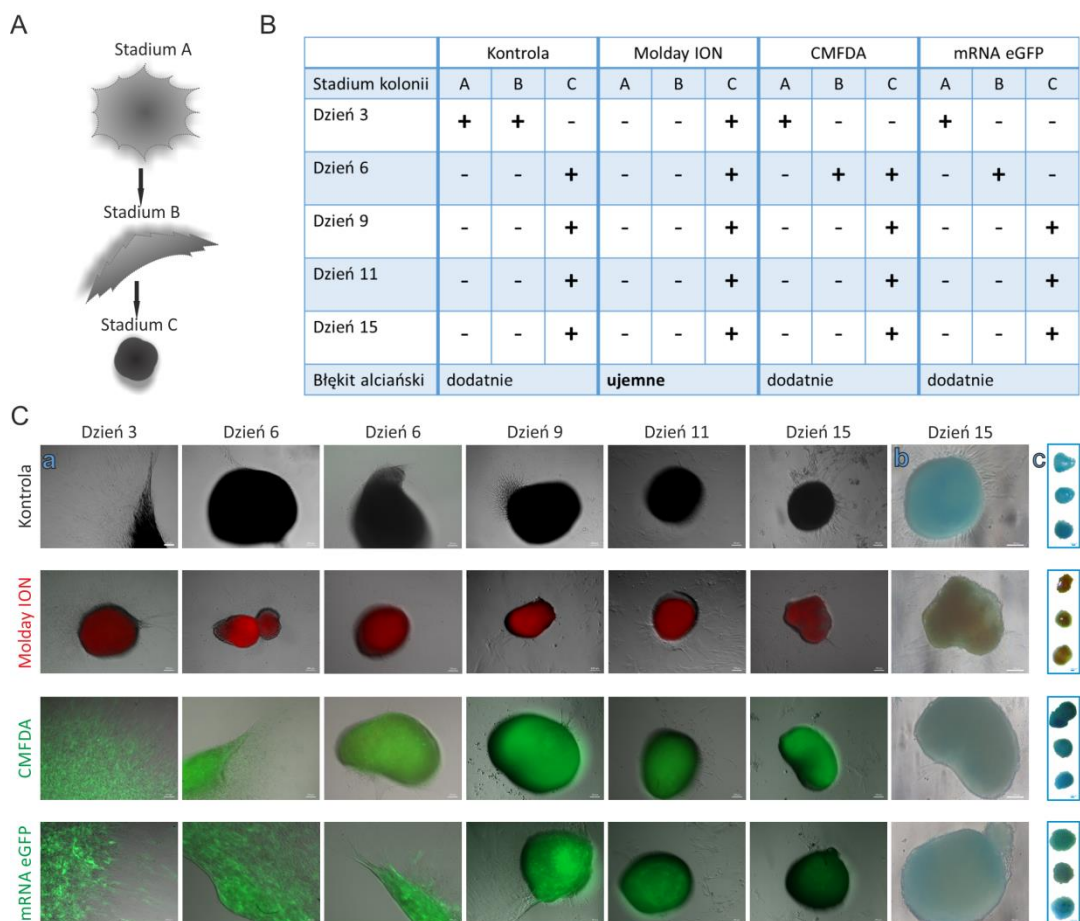 A
Stadium A
Stadium B
Stadium C
B
Kontrola Molday ION CMFDA mRNA eGFP
Stadium kolonii A B C A B C A B C A B C
Dzień 3 + + - + + - - + - -
Dzień 6 - - + - - + - + + - + -
Dzień 9 - - + - - + - - + - - +
Dzień 11 - - + - - + - - + - - +
Dzień 15 - - + - - + - - + - - +
Błękit alciański dodatnie ujemne dodatnie dodatnie
C
Dzień 3 Dzień 6 Dzień 6 Dzień 9 Dzień 11 Dzień 15 Dzień 15
a b c
Kontrola
Molday ION
CMFDA
mRNA eGFP